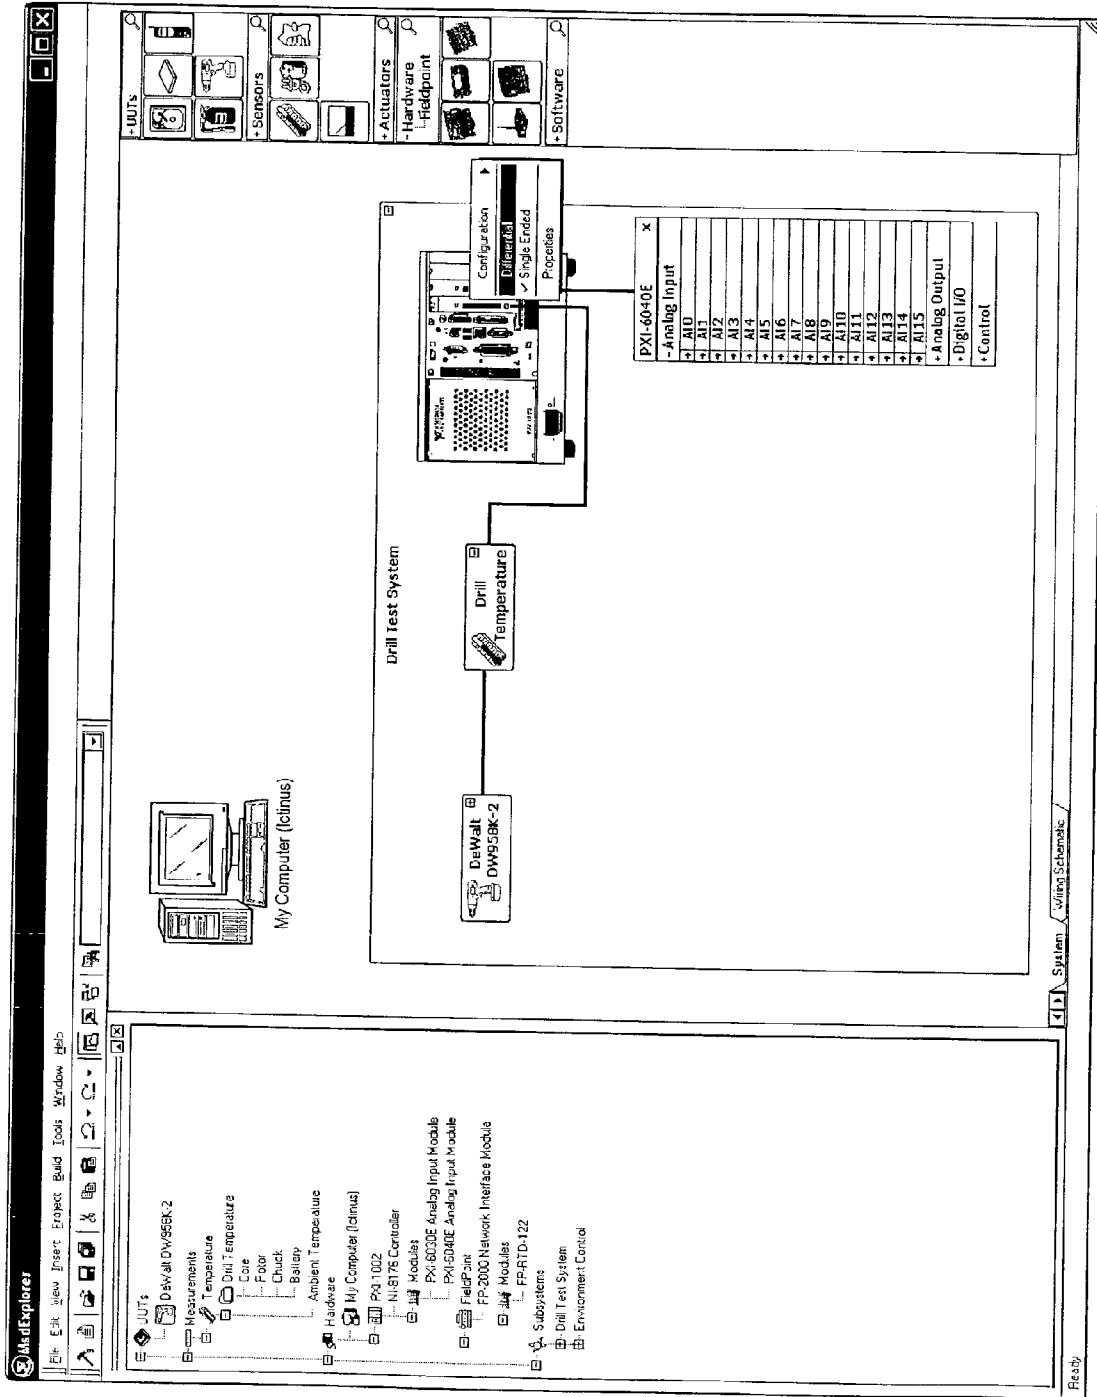 MsdExplorer
File Edit View Insert Project Build Tools Window Help
UUTs
DeWalt DW958K-2
Measurements
Temperature
Drill Temperature
Core
Rotor
Chuck
Battery
Ambient Temperature
Hardware
My Computer (Ictinus)
PXI-1002
NI-8176 Controller
Modules
PXI-6030E Analog Input Module
PXI-6040E Analog Input Module
FieldPoint
FP-2000 Network Interface Module
Modules
FP-RTD-122
Subsystems
Drill Test System
Environment Control
My Computer (Ictinus)
Drill Test System
DeWalt
DW958K-2
Drill
Temperature
NATIONAL
INSTRUMENTS
Configuration
Differential
Single Ended
Properties
PXI-6040E x
- Analog Input
+ AI0
+ AI1
+ AI2
+ AI3
+ AI4
+ AI5
+ AI6
+ AI7
+ AI8
+ AI9
+ AI10
+ AI11
+ AI12
+ AI13
+ AI14
+ AI15
+ Analog Output
+ Digital I/O
+ Control
+ UUTs
+ Sensors
+ Actuators
- Hardware
Fieldpoint
+ Software
System
Wiring Schematic
Ready